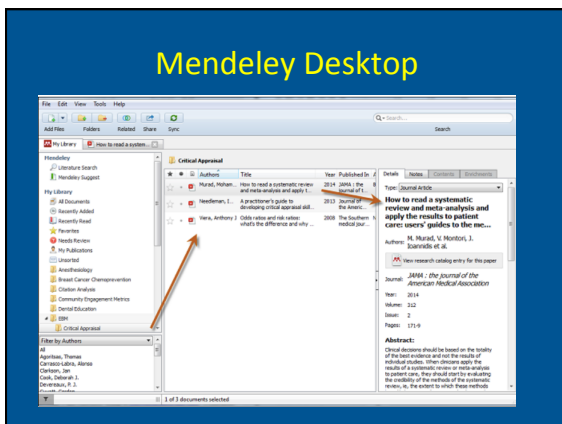 Mendeley Desktop
File Edit View Tools Help
Add Files Folders Related Share Sync
Search...
Search
My Library
How to read a system...
Mendeley
Literature Search
Mendeley Suggest
My Library
All Documents
Recently Added
Recently Read
Favorites
Needs Review
My Publications
Unsorted
Anesthesiology
Breast Cancer Chemoprevention
Citation Analysis
Community Engagement Metrics
Dental Education
EBM
Critical Appraisal
Filter by Authors
All
Agoritsas, Thomas
Carrasco-Labra, Alonso
Clarkson, Jan
Cook, Deborah J.
Devereaux, P. J.
Critical Appraisal
Authors Title Year Published In
Murad, Moham... How to read a systematic review and meta-analysis and apply t... 2014 JAMA : the journal of t...
Needleman, I... A practitioner's guide to developing critical appraisal skill... 2013 Journal of the Americ...
Viera, Anthony J Odds ratios and risk ratios: what's the difference and why ... 2008 The Southern medical jour...
1 of 3 documents selected
Details Notes Contents Enrichments
Type: Journal Article
How to read a systematic
review and meta-analysis and
apply the results to patient
care: users' guides to the me...
Authors: M. Murad, V. Montori, J.
Ioannidis et al.
View research catalog entry for this paper
Journal: JAMA : the journal of the
American Medical Association
Year: 2014
Volume: 312
Issue: 2
Pages: 171-9
Abstract:
Clinical decisions should be based on the totality
of the best evidence and not the results of
individual studies. When clinicians apply the
results of a systematic review or meta-analysis
to patient care, they should start by evaluating
the credibility of the methods of the systematic
review, ie, the extent to which these methods